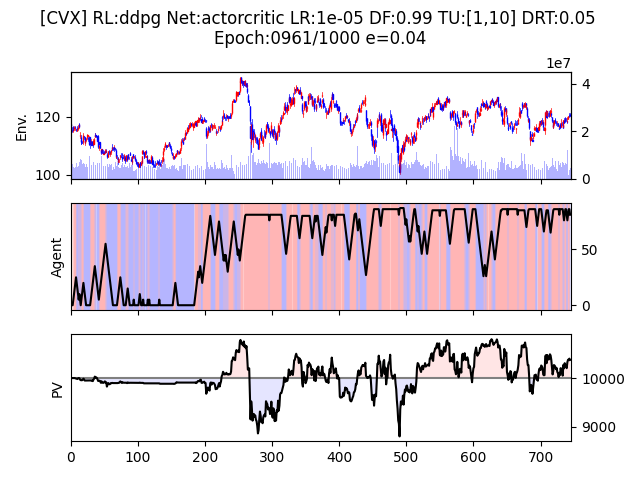 [CVX] RL:ddpg Net:actorcritic LR:1e-05 DF:0.99 TU:[1,10] DRT:0.05
Epoch:0961/1000 e=0.04
1e7
Env.
120
100
4
2
0
Agent
50
0
PV
10000
9000
0 100 200 300 400 500 600 700